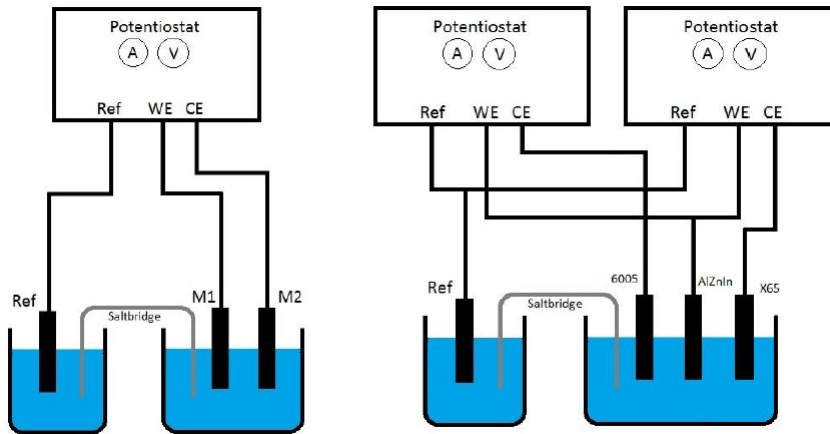 Potentiostat
A V
Ref WE CE
Ref
Saltbridge
M1
M2
Potentiostat
A V
Ref WE CE
Potentiostat
A V
Ref WE CE
Ref
Saltbridge
6005
AlZnIn
X65